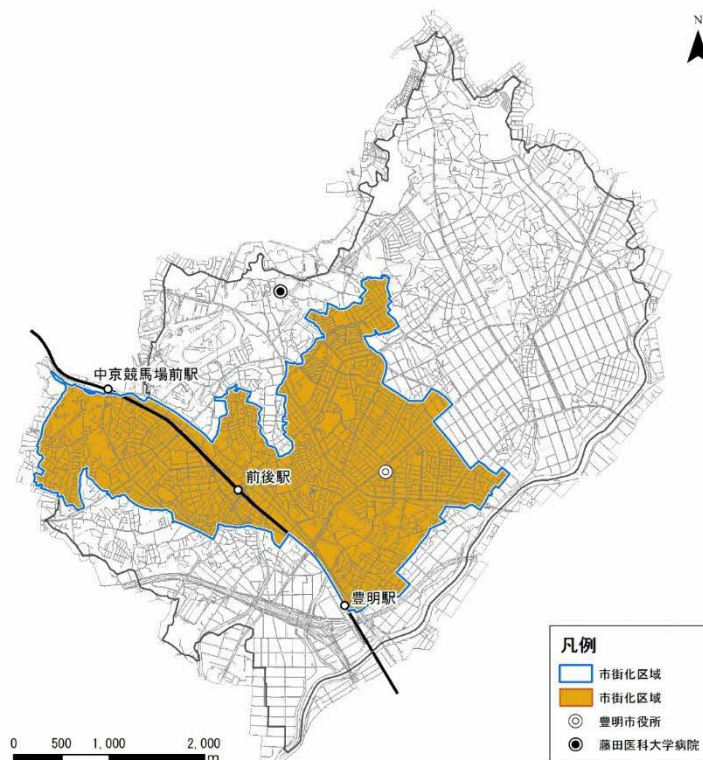 N
中京競馬場前駅
前後駅
豊明駅
凡例
市街化区域
市街化区域
豊明市役所
藤田医科大学病院
0 500 1,000 2,000
m